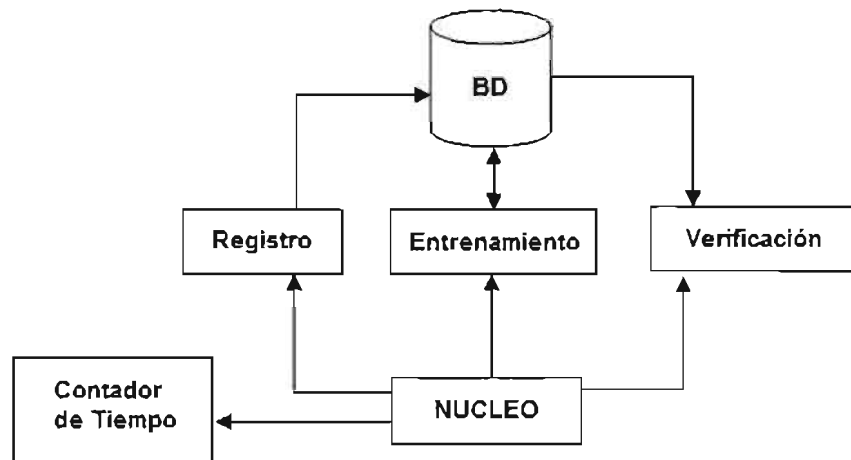 BD
Registro
Entrenamiento
Verificación
Contador
de Tiempo
NUCLEO